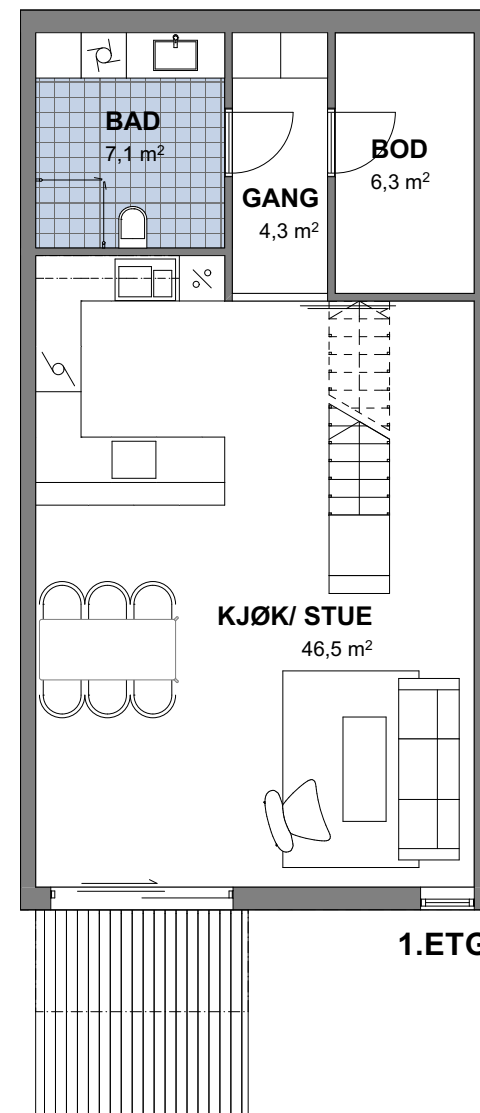 BAD
7,1 m²
BOD
6,3 m²
GANG
4,3 m²
KJØK/ STUE
46,5 m²
1.ETG